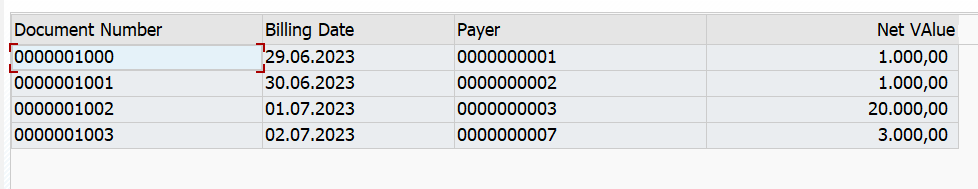 Document Number Billing Date Payer Net VAlue
0000001000 29.06.2023 0000000001 1.000,00
0000001001 30.06.2023 0000000002 1.000,00
0000001002 01.07.2023 0000000003 20.000,00
0000001003 02.07.2023 0000000007 3.000,00